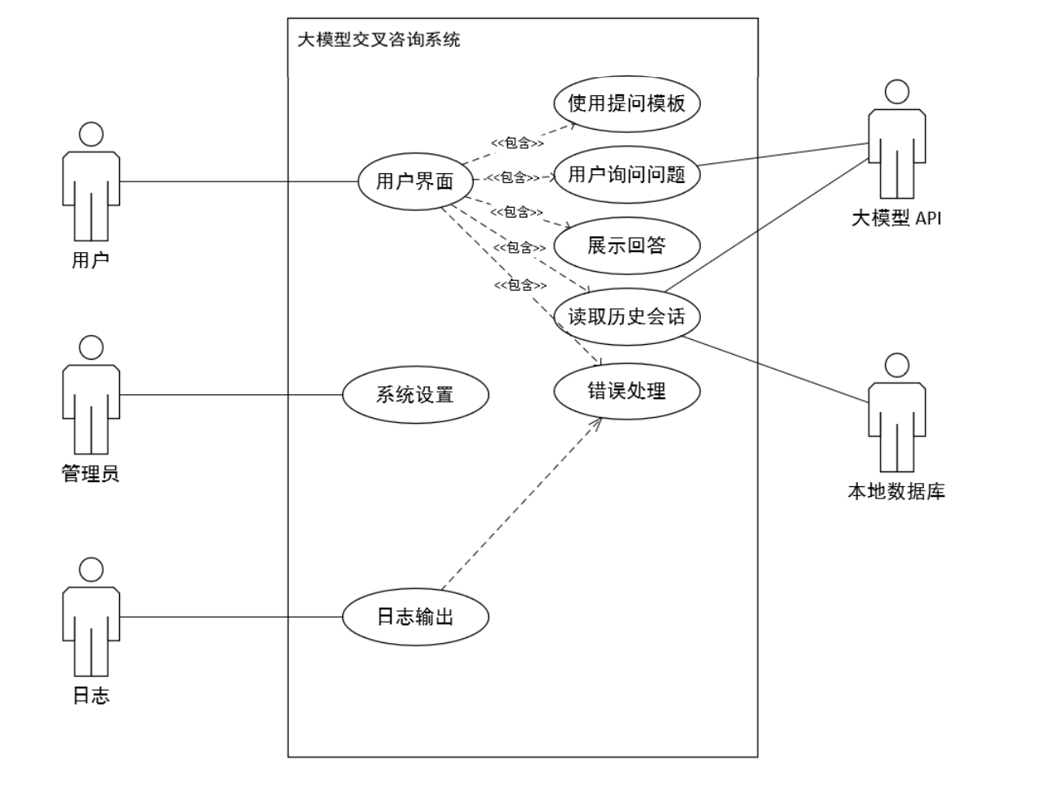 大模型交叉咨询系统
使用提问模板
<<包含>>
用户界面
<<包含>>
用户询问问题
<<包含>>
大模型 API
展示回答
<<包含>>
用户
<<包含>>
读取历史会话
系统设置
错误处理
管理员
本地数据库
日志输出
日志